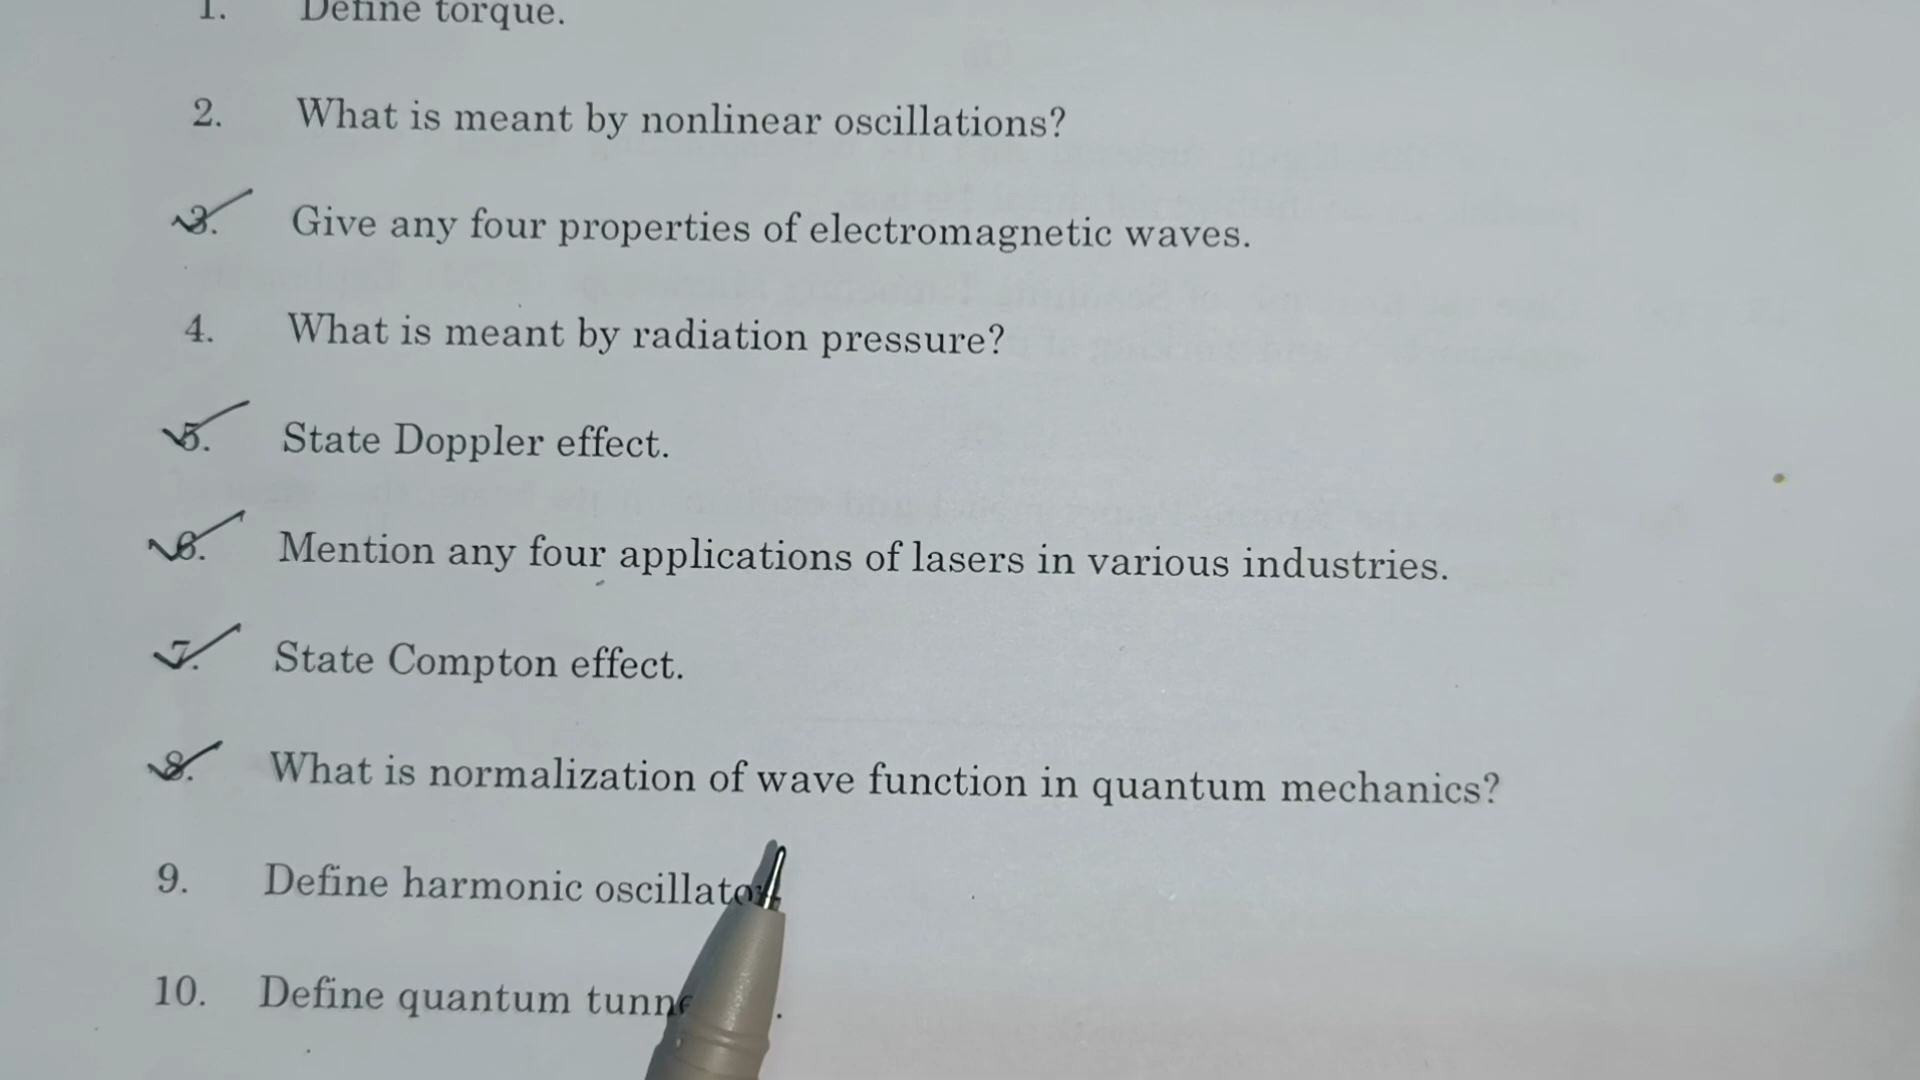 1. Define torque.
2. What is meant by nonlinear oscillations?
3. Give any four properties of electromagnetic waves.
4. What is meant by radiation pressure?
5. State Doppler effect.
6. Mention any four applications of lasers in various industries.
7. State Compton effect.
8. What is normalization of wave function in quantum mechanics?
9. Define harmonic oscillator
10. Define quantum